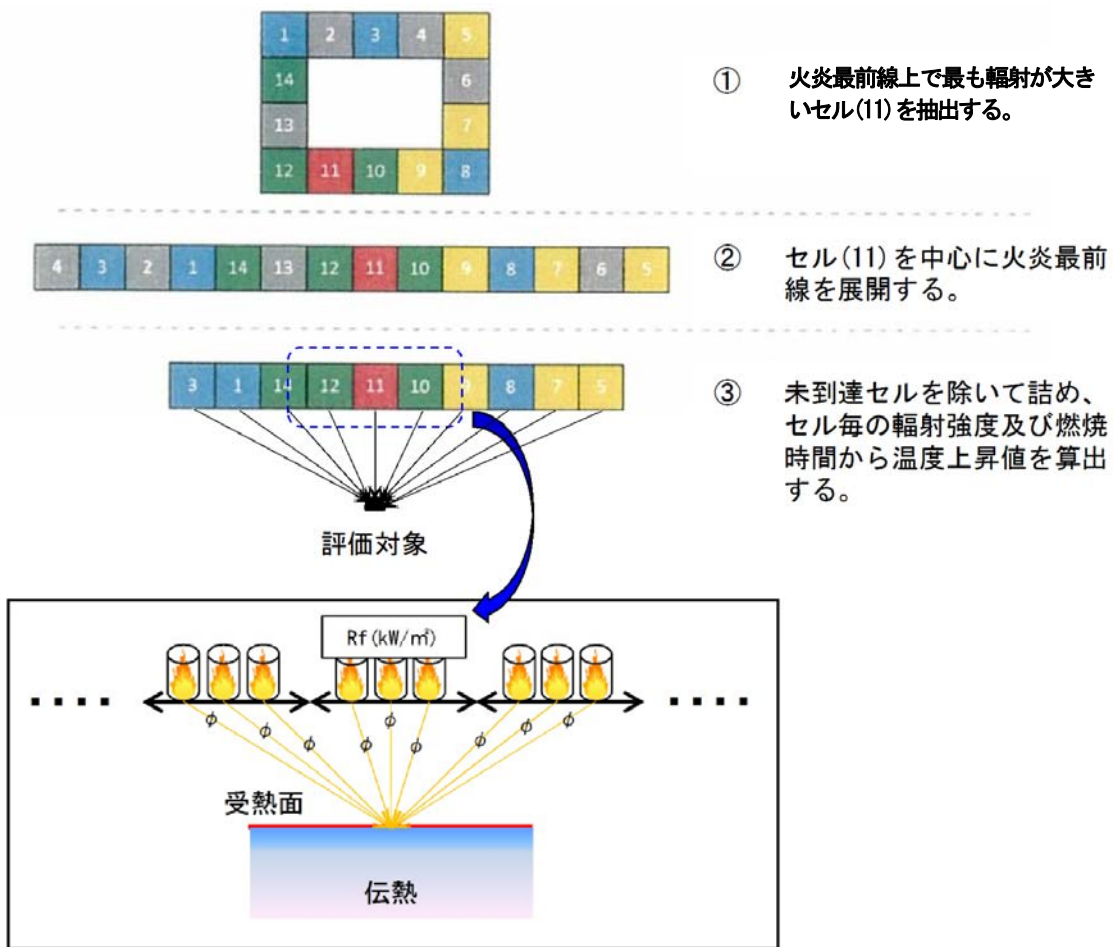 1 2 3 4 5
14 6
13 7
12 11 10 9 8
① 火炎最前線上で最も輻射が大き
いセル(11)を抽出する。
4 3 2 1 14 13 12 11 10 9 8 7 6 5
② セル(11)を中心に火炎最前
線を展開する。
3 1 14 12 11 10 9 8 7 5
③ 未到達セルを除いて詰め、
セル毎の輻射強度及び燃焼
時間から温度上昇値を算出
する。
評価対象
Rf(kW/㎡)
φ φ φ φ φ φ φ φ φ
受熱面
伝熱